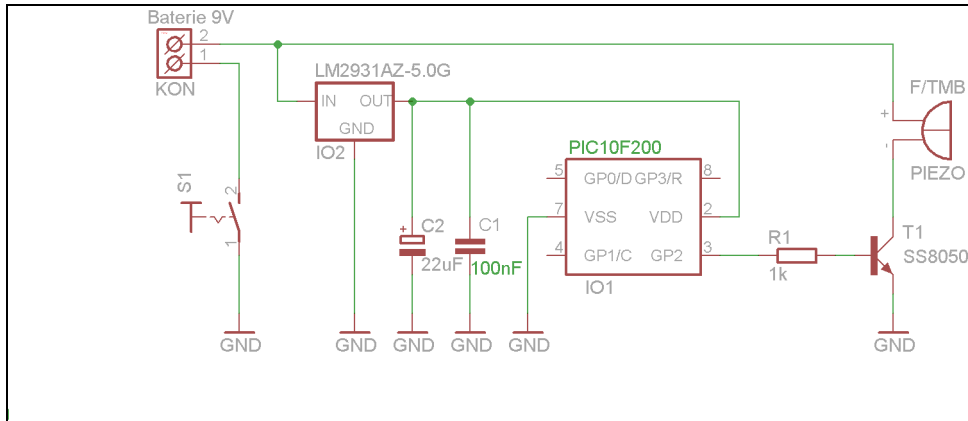 Baterie 9V
2
1
KON
LM2931AZ-5.0G
IN OUT
GND
IO2
F/TMB
+
-
PIEZO
PIC10F200
5 GP0/D GP3/R 8
7 VSS VDD 2
4 GP1/C GP2 3
IO1
S1
2
1
+
C2
22uF
C1
100nF
R1
1k
T1
SS8050
GND
GND
GND
GND
GND
GND